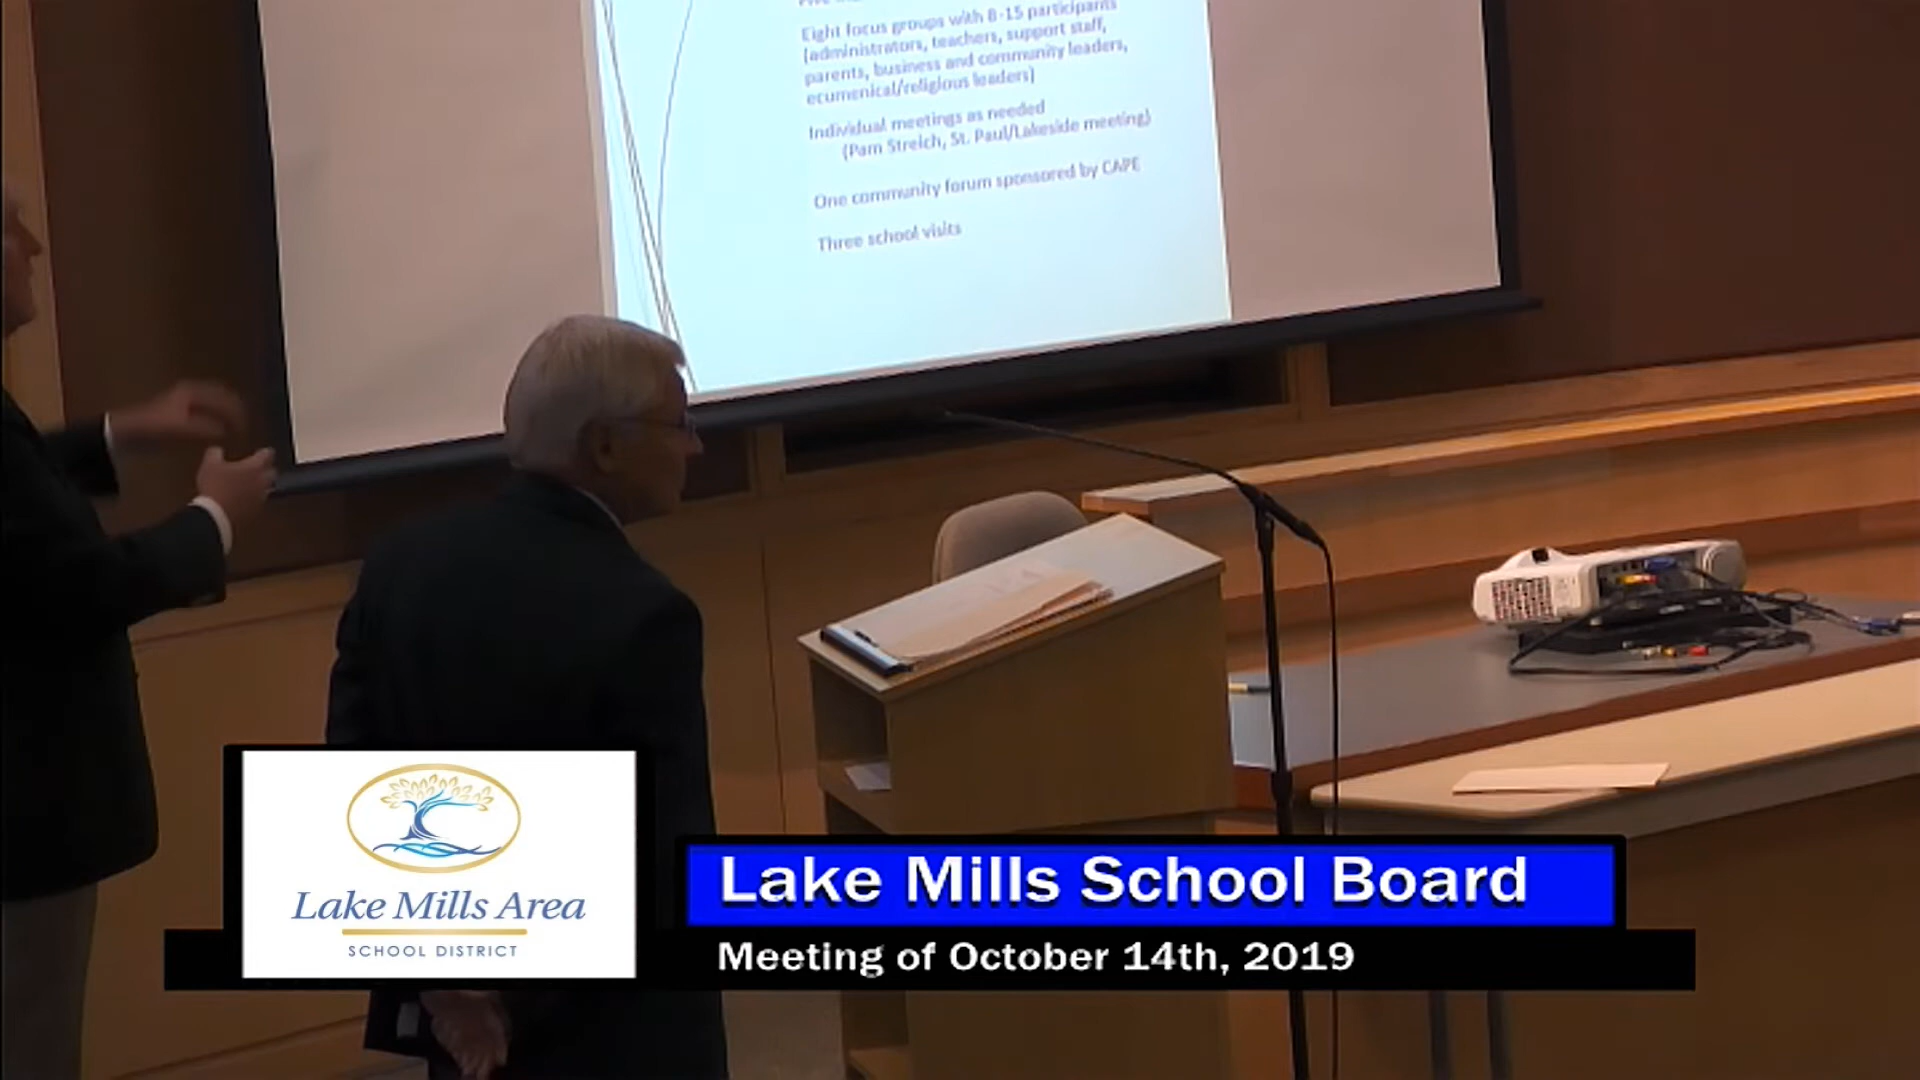 Eight focus groups with 8-15 participants
(administrators, teachers, support staff,
parents, business and community leaders,
ecumenical/religious leaders)
Individual meetings as needed
(Pam Streich, St. Paul/Lakeside meeting)
One community forum sponsored by CAPE
Three school visits
Lake Mills Area
SCHOOL DISTRICT
Lake Mills School Board
Meeting of October 14th, 2019